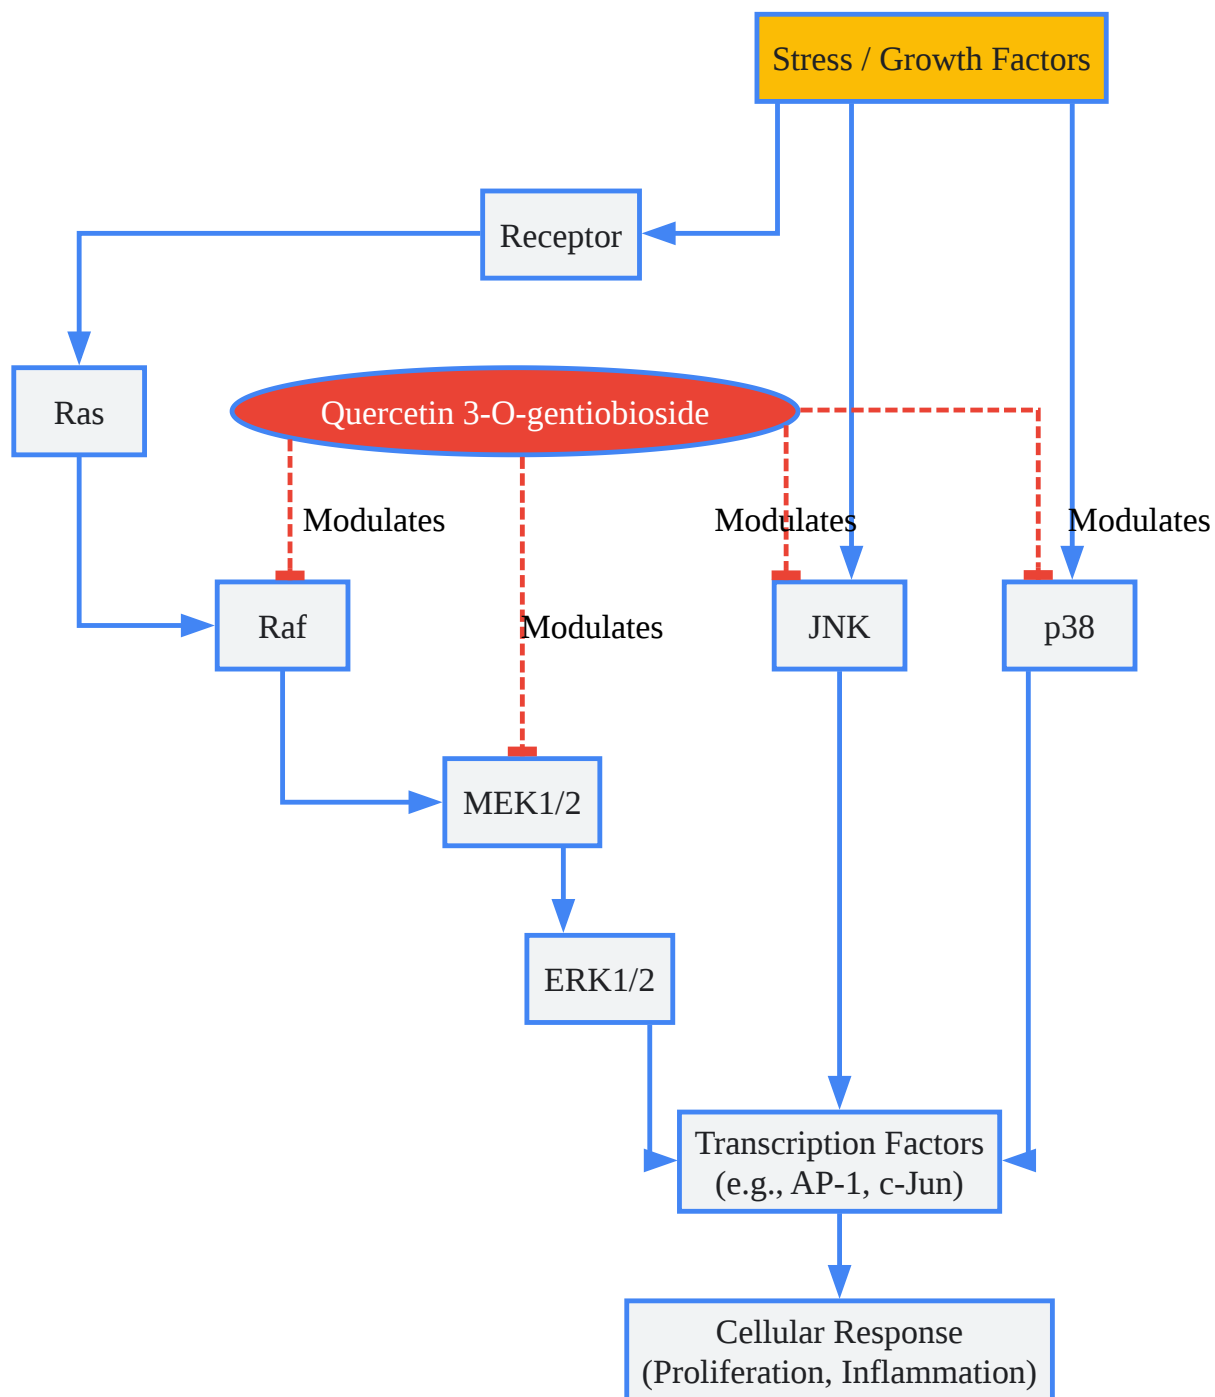 Stress / Growth Factors
Receptor
Ras
Quercetin 3-O-gentiobioside
Modulates
Modulates
Modulates
Raf
Modulates
JNK
p38
MEK1/2
ERK1/2
Transcription Factors
(e.g., AP-1, c-Jun)
Cellular Response
(Proliferation, Inflammation)